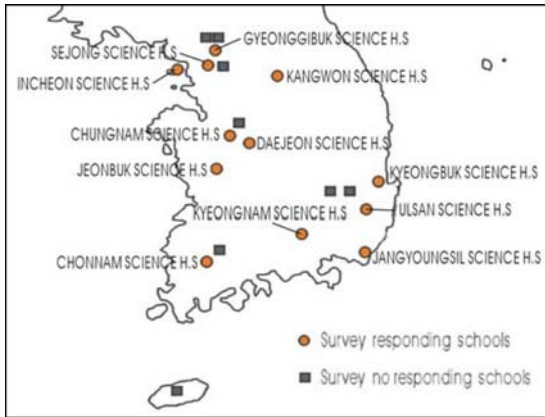 GYEONGGIBUK SCIENCE H.S
SEJONG SCIENCE H.S
INCHEON SCIENCE H.S
KANGWON SCIENCE H.S
CHUNGNAM SCIENCE H.S
DAEJEON SCIENCE H.S
JEONBUK SCIENCE H.S
KYEONGBUK SCIENCE H.S
KYEONGNAM SCIENCE H.S
ULSAN SCIENCE H.S
CHONNAM SCIENCE H.S
JANGYOUNGSIL SCIENCE H.S
Survey responding schools
Survey no responding schools